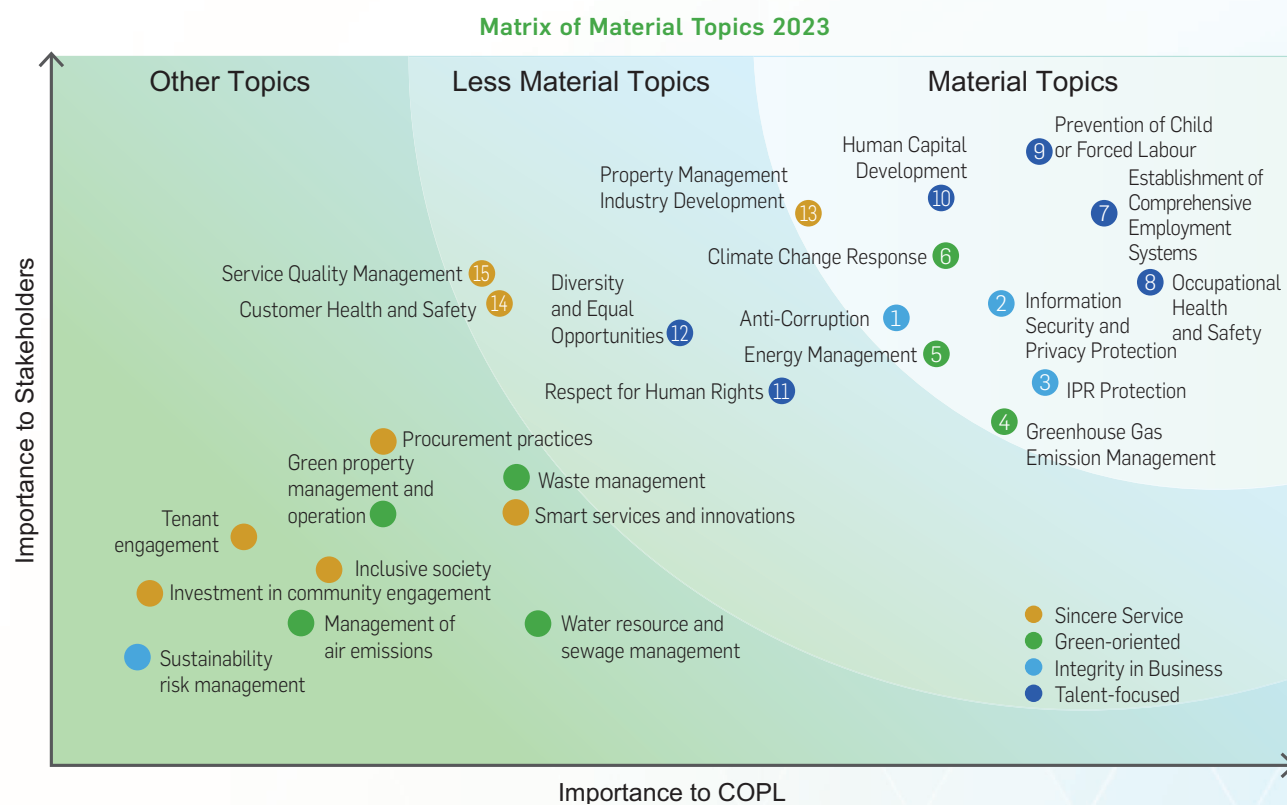 Matrix of Material Topics 2023
Other Topics
Less Material Topics
Material Topics
Importance to Stakeholders
Prevention of Child
9 or Forced Labour
Human Capital
Development
10
Establishment of
Comprehensive
Employment
Systems
7
Property Management
Industry Development
13
Climate Change Response 6
Service Quality Management 15
Customer Health and Safety 14
Diversity
and Equal
Opportunities 12
8 Occupational
Health
and Safety
2 Information
Security and
Privacy Protection
Anti-Corruption 1
Energy Management 5
3 IPR Protection
Respect for Human Rights 11
4 Greenhouse Gas
Emission Management
Procurement practices
Green property
management and
operation
Waste management
Smart services and innovations
Tenant
engagement
Inclusive society
Investment in community engagement
Management of
air emissions
Water resource and
sewage management
Sustainability
risk management
Sincere Service
Green-oriented
Integrity in Business
Talent-focused
Importance to COPL